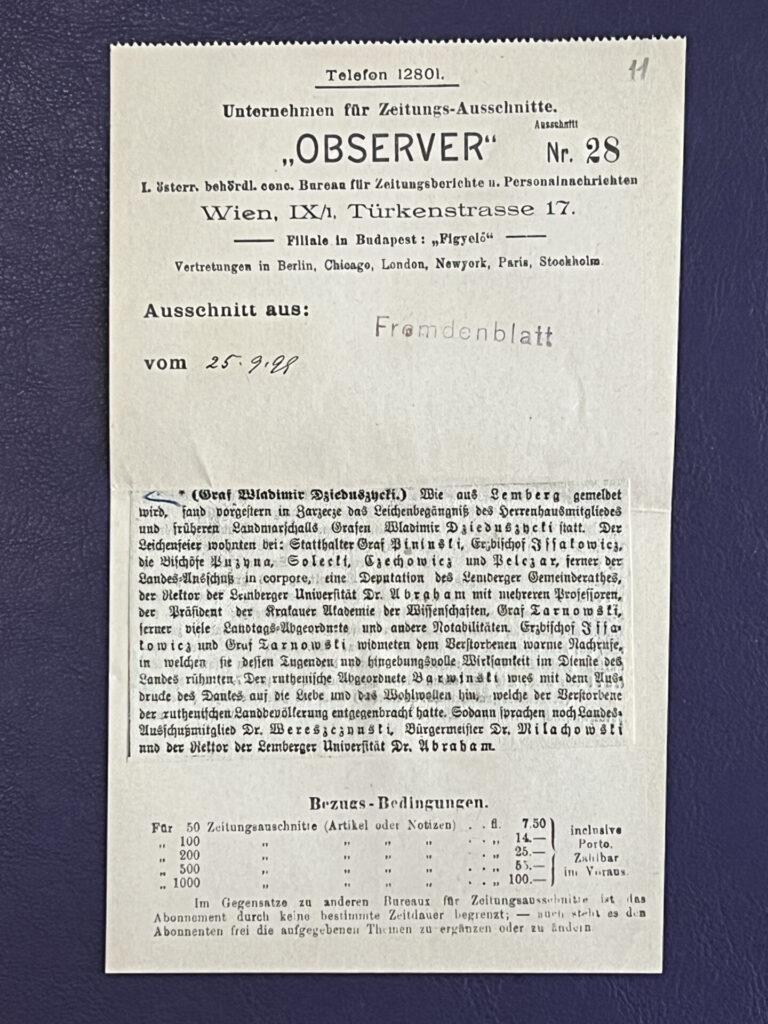 Telefon 12801.
11
Unternehmen für Zeitungs-Ausschnitte.
Ausschnitt
„OBSERVER“ Nr. 28
I. österr. behördl. conc. Bureau für Zeitungsberichte u. Personalnachrichten
Wien, IX/1, Türkenstrasse 17.
Filiale in Budapest: „Figyelő“
Vertretungen in Berlin, Chicago, London, Newyork, Paris, Stockholm.
Ausschnitt aus:
Fremdenblatt
vom 25.9.99
* (Graf Wladimir Dzieduszycki.) Wie aus Lemberg gemeldet
wird, fand vorgestern in Zarzecze das Leichenbegängniß des Herrenhausmitgliedes
und früheren Landmarschalls Grafen Wladimir Dzieduszycki statt. Der
Leichenfeier wohnten bei: Statthalter Graf Pininski, Erzbischof Issakowicz,
die Bischöfe Puzyna, Solecki, Czechowicz und Pelczar, ferner der
Landes-Ausschuß in corpore, eine Deputation des Lemberger Gemeinderathes,
der Rektor der Lemberger Universität Dr. Abraham mit mehreren Professoren,
der Präsident der Krakauer Akademie der Wissenschaften, Graf Tarnowski,
ferner viele Landtags-Abgeordnete und andere Notabilitäten. Erzbischof Issa-
kowicz und Graf Tarnowski widmeten dem Verstorbenen warme Nachrufe,
in welchen sie dessen Tugenden und hingebungsvolle Wirksamkeit im Dienste des
Landes rühmten. Der ruthenische Abgeordnete Barwinski wies mit dem Aus-
drucke des Dankes auf die Liebe und das Wohlwollen hin, welche der Verstorbene
der ruthenischen Landbevölkerung entgegenbracht hatte. Sodann sprachen noch Landes-
Ausschußmitglied Dr. Wereszczynski, Bürgermeister Dr. Milachowski
und der Rektor der Lemberger Universität Dr. Abraham.
Bezugs-Bedingungen.
Für 50 Zeitungsauschnitte (Artikel oder Notizen) . . fl. 7.50
„ 100 „ „ „ „ . . „ 14.—
„ 200 „ „ „ „ . . „ 25.—
„ 500 „ „ „ „ . . „ 55.—
„ 1000 „ „ „ „ . . „ 100.—
inclusive
Porto.
Zahlbar
im Voraus.
Im Gegensatze zu anderen Bureaux für Zeitungsausschnitte ist das
Abonnement durch keine bestimmte Zeitdauer begrenzt; — auch steht es den
Abonnenten frei die aufgegebenen Themen zu ergänzen oder zu ändern.